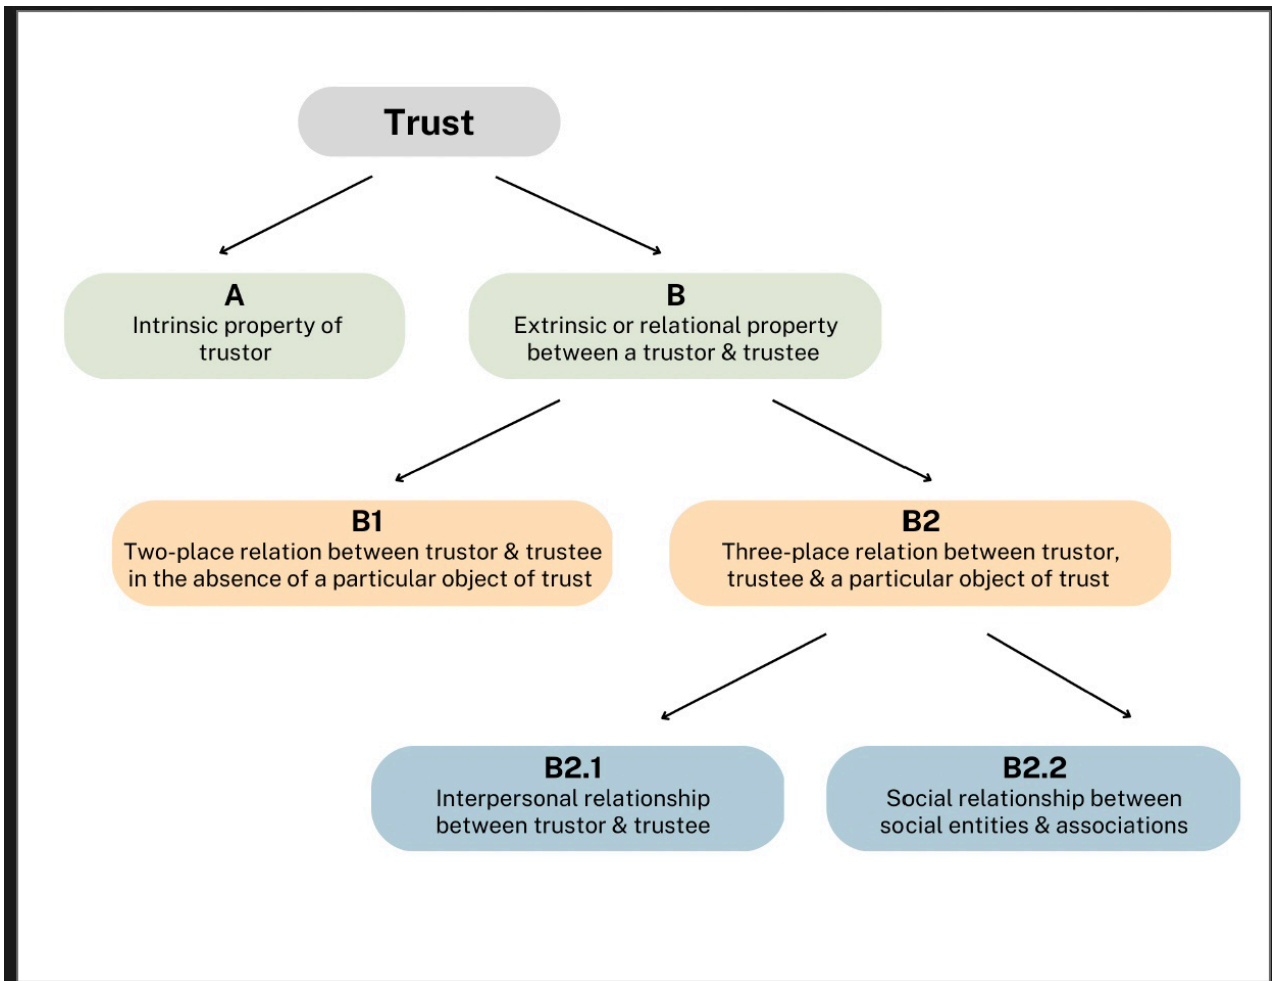 Trust
A
Intrinsic property of
trustor
B
Extrinsic or relational property
between a trustor & trustee
B1
Two-place relation between trustor & trustee
in the absence of a particular object of trust
B2
Three-place relation between trustor,
trustee & a particular object of trust
B2.1
Interpersonal relationship
between trustor & trustee
B2.2
Social relationship between
social entities & associations